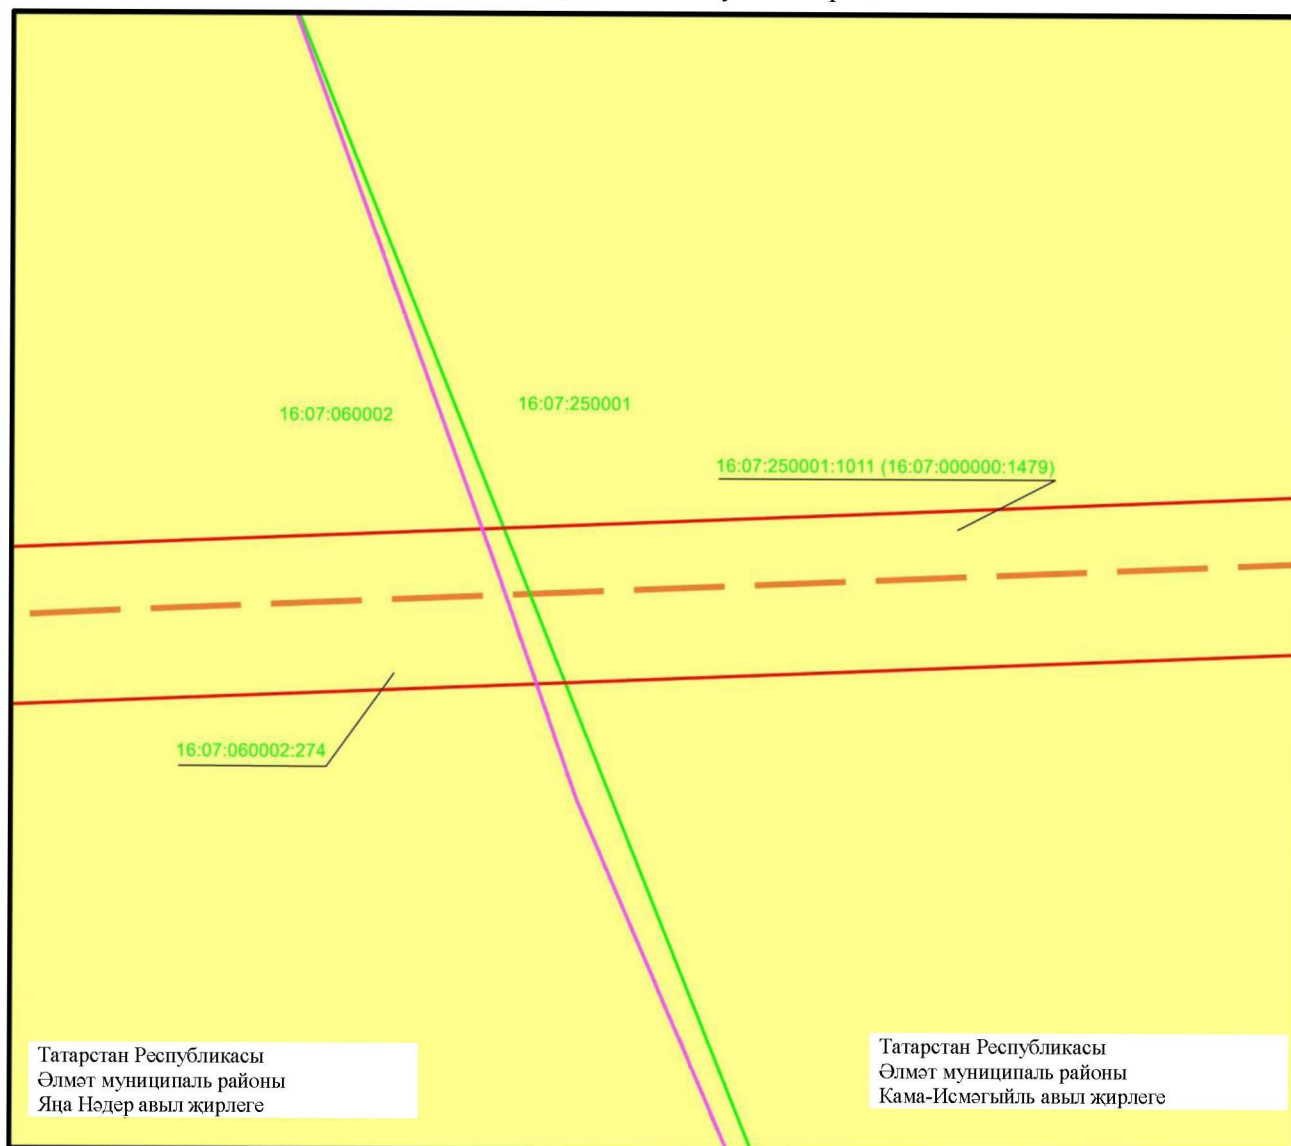 16:07:060002
16:07:250001
16:07:250001:1011 (16:07:000000:1479)
16:07:060002:274
Татарстан Республикасы
Әлмәт муниципаль районы
Яңа Нәдер авыл җирлеге
Татарстан Республикасы
Әлмәт муниципаль районы
Кама-Исмәгыйль авыл җирлеге